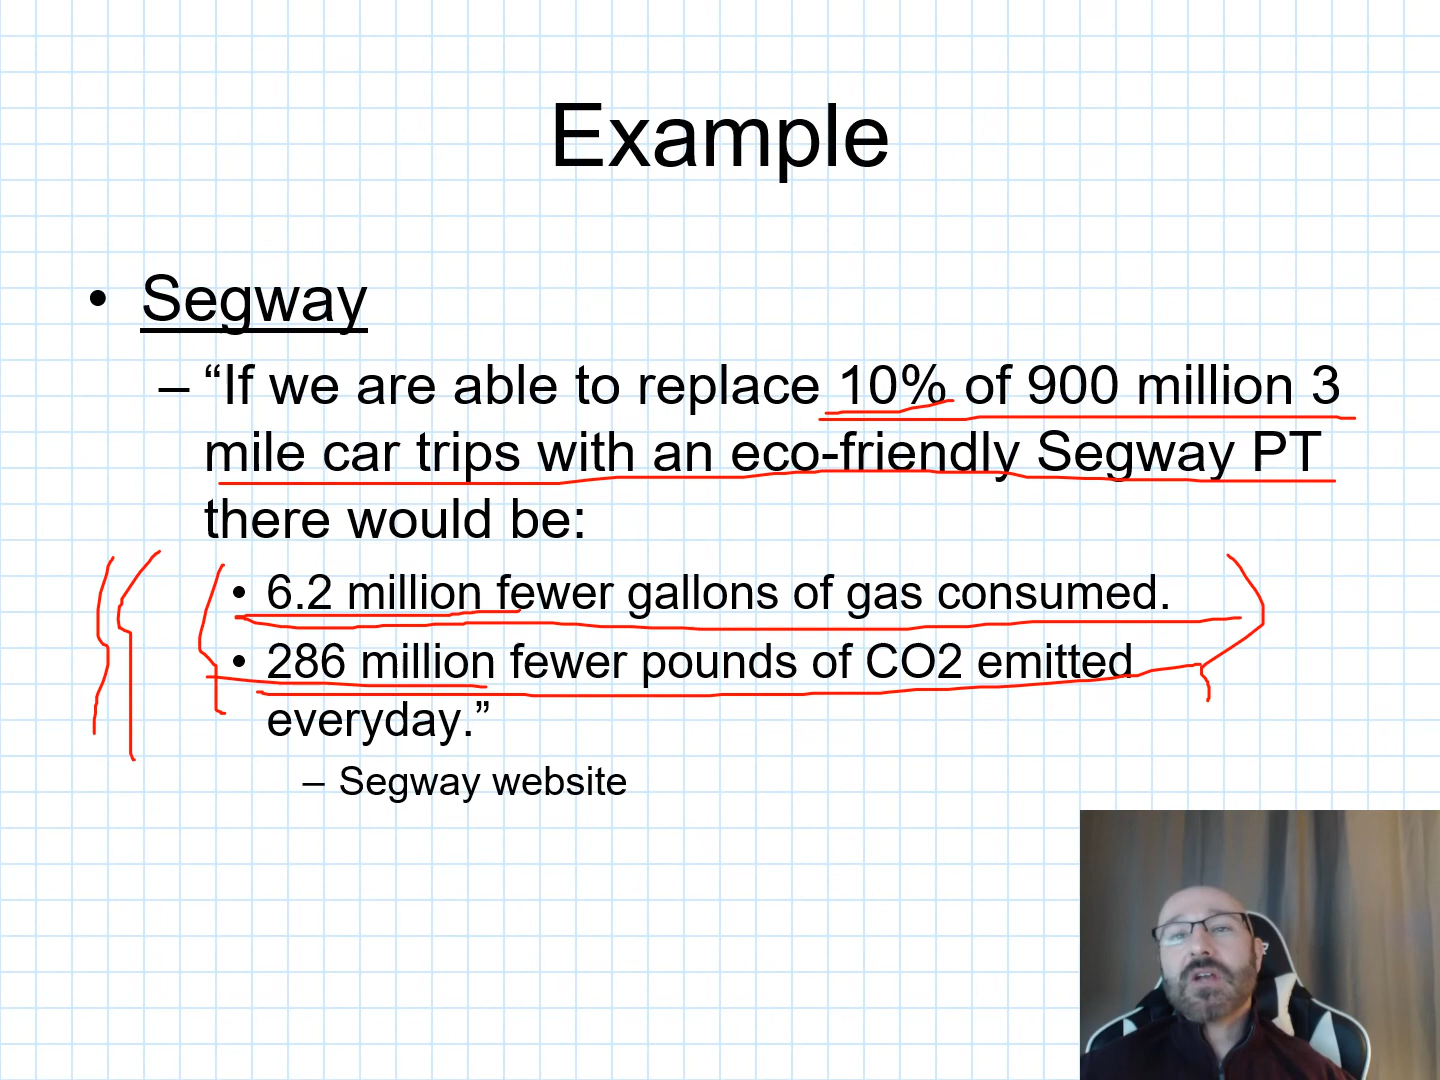 Example
• Segway
– “If we are able to replace 10% of 900 million 3
mile car trips with an eco-friendly Segway PT
there would be:
• 6.2 million fewer gallons of gas consumed.
• 286 million fewer pounds of CO2 emitted
everyday.”
– Segway website